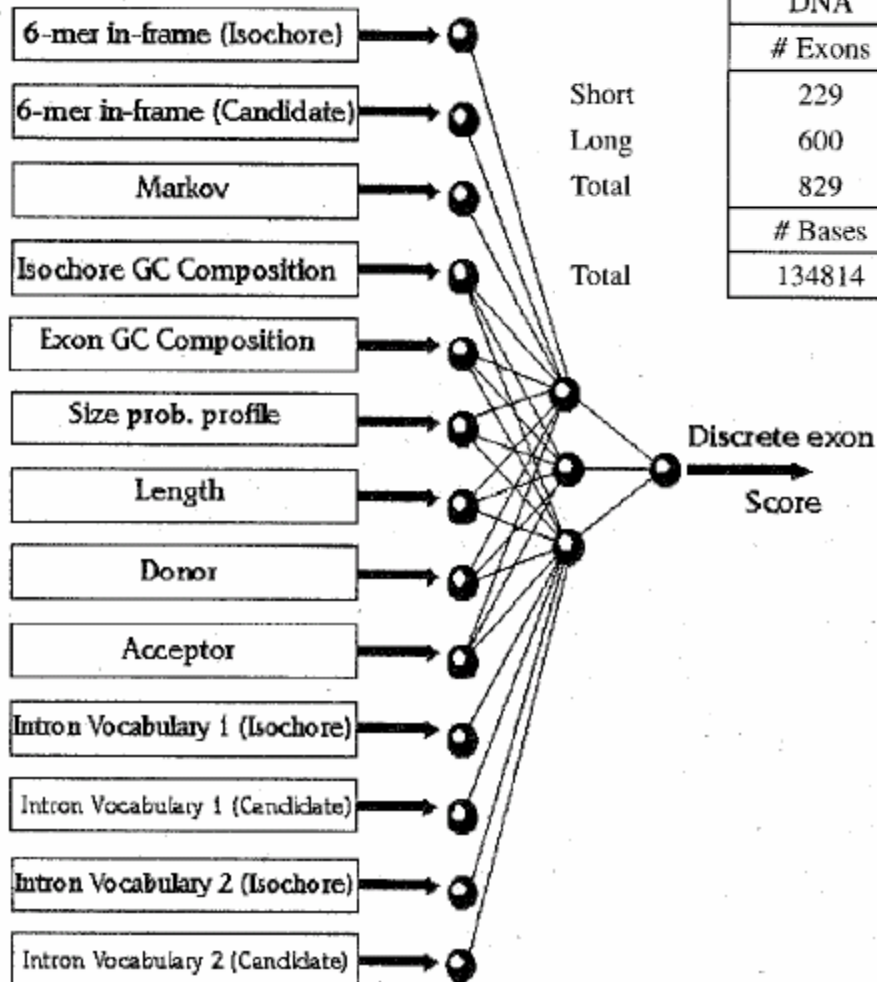 6-mer in-frame (Isochore)
6-mer in-frame (Candidate)
Markov
Isochore GC Composition
Exon GC Composition
Size prob. profile
Length
Donor
Acceptor
Intron Vocabulary 1 (Isochore)
Intron Vocabulary 1 (Candidate)
Intron Vocabulary 2 (Isochore)
Intron Vocabulary 2 (Candidate)
Discrete exon
Score
DNA
# Exons
Short 229
Long 600
Total 829
# Bases
Total 134814